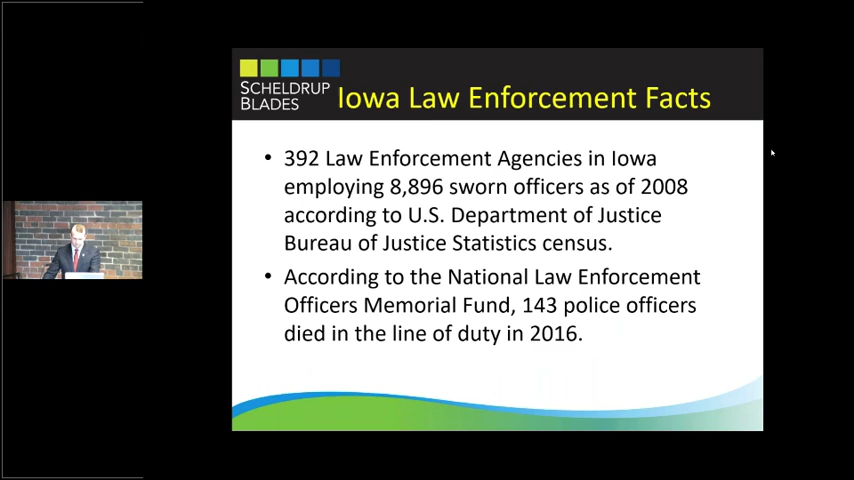 SCHELDRUP
BLADES
Iowa Law Enforcement Facts
• 392 Law Enforcement Agencies in Iowa
employing 8,896 sworn officers as of 2008
according to U.S. Department of Justice
Bureau of Justice Statistics census.
• According to the National Law Enforcement
Officers Memorial Fund, 143 police officers
died in the line of duty in 2016.